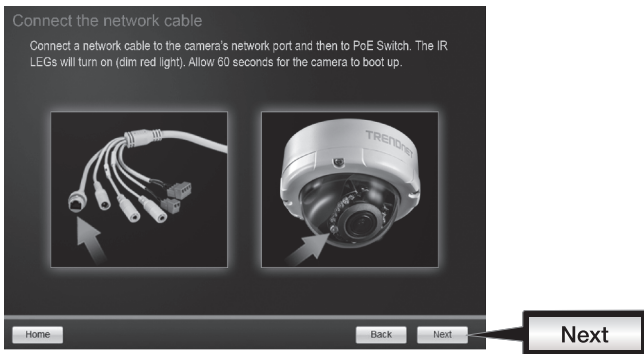 Connect the network cable
Connect a network cable to the camera's network port and then to PoE Switch. The IR
LEGs will turn on (dim red light). Allow 60 seconds for the camera to boot up.
TRENDnet
Home
Back
Next
Next